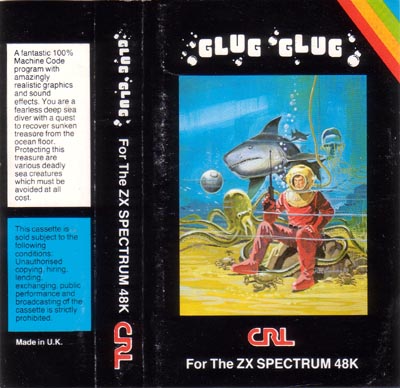 A fantastic 100%
Machine Code
program with
amazingly
realistic graphics
and sound
effects. You are a
fearless deep sea
diver with a quest
to recover sunken
treasure from the
ocean floor.
Protecting this
treasure are
various deadly
sea creatures
which must be
avoided at all
cost.
This cassette is
sold subject to the
following
conditions:
Unauthorised
copying, hiring,
lending,
exchanging, public
performance and
broadcasting of the
cassette is strictly
prohibited.
Made in U.K.
GLUG GLUG
For The ZX SPECTRUM 48K
CRL
GLUG GLUG
CRL
For The ZX SPECTRUM 48K